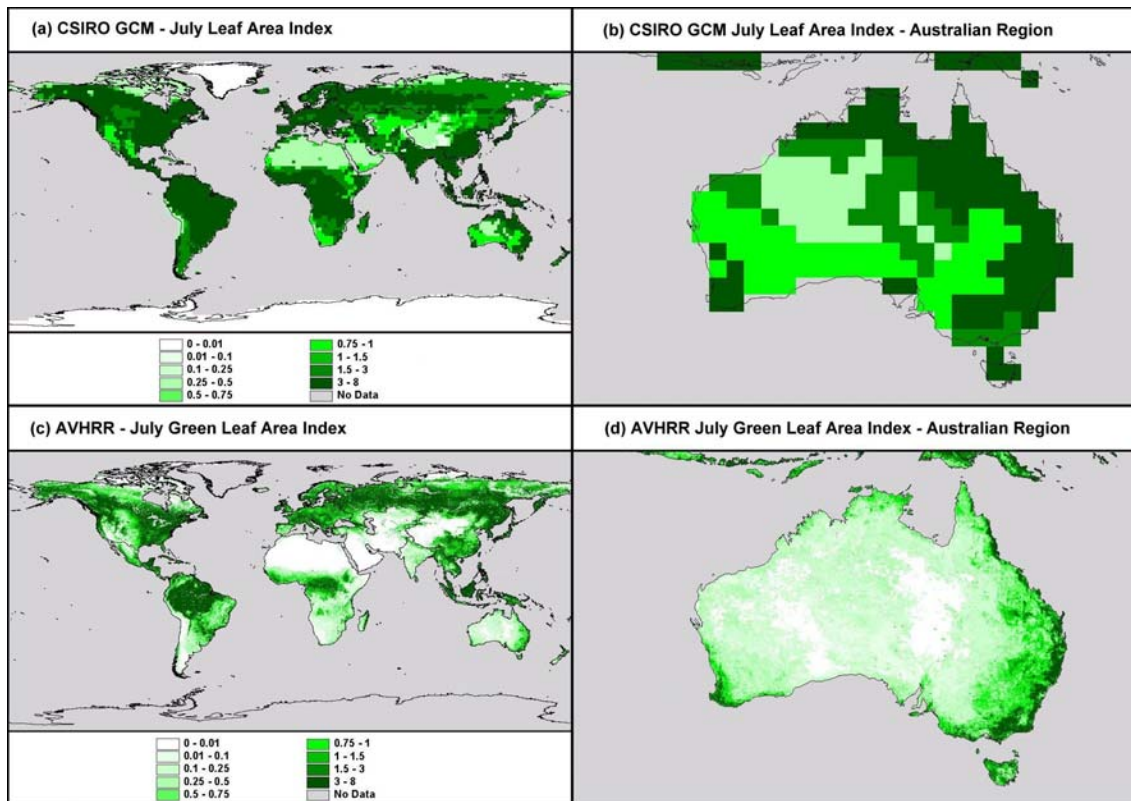 (a) CSIRO GCM - July Leaf Area Index
(b) CSIRO GCM July Leaf Area Index - Australian Region
0 - 0.01
0.01 - 0.1
0.1 - 0.25
0.25 - 0.5
0.5 - 0.75
0.75 - 1
1 - 1.5
1.5 - 3
3 - 8
No Data
(c) AVHRR - July Green Leaf Area Index
(d) AVHRR July Green Leaf Area Index - Australian Region
0 - 0.01
0.01 - 0.1
0.1 - 0.25
0.25 - 0.5
0.5 - 0.75
0.75 - 1
1 - 1.5
1.5 - 3
3 - 8
No Data